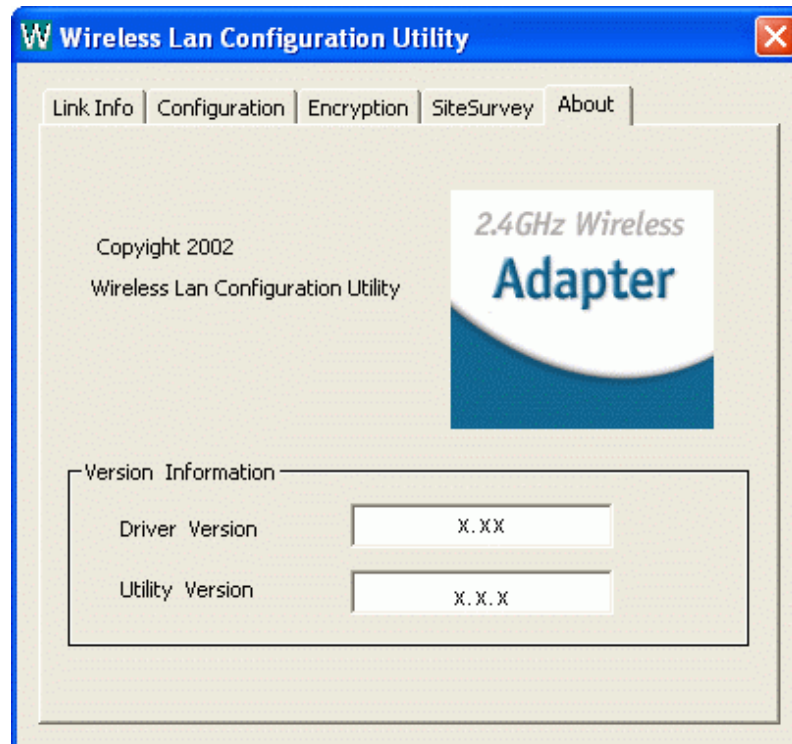 W Wireless Lan Configuration Utility
Link Info Configuration Encryption SiteSurvey About
Copyight 2002
Wireless Lan Configuration Utility
2.4GHz Wireless
Adapter
Version Information
Driver Version x.xx
Utility Version x.x.x